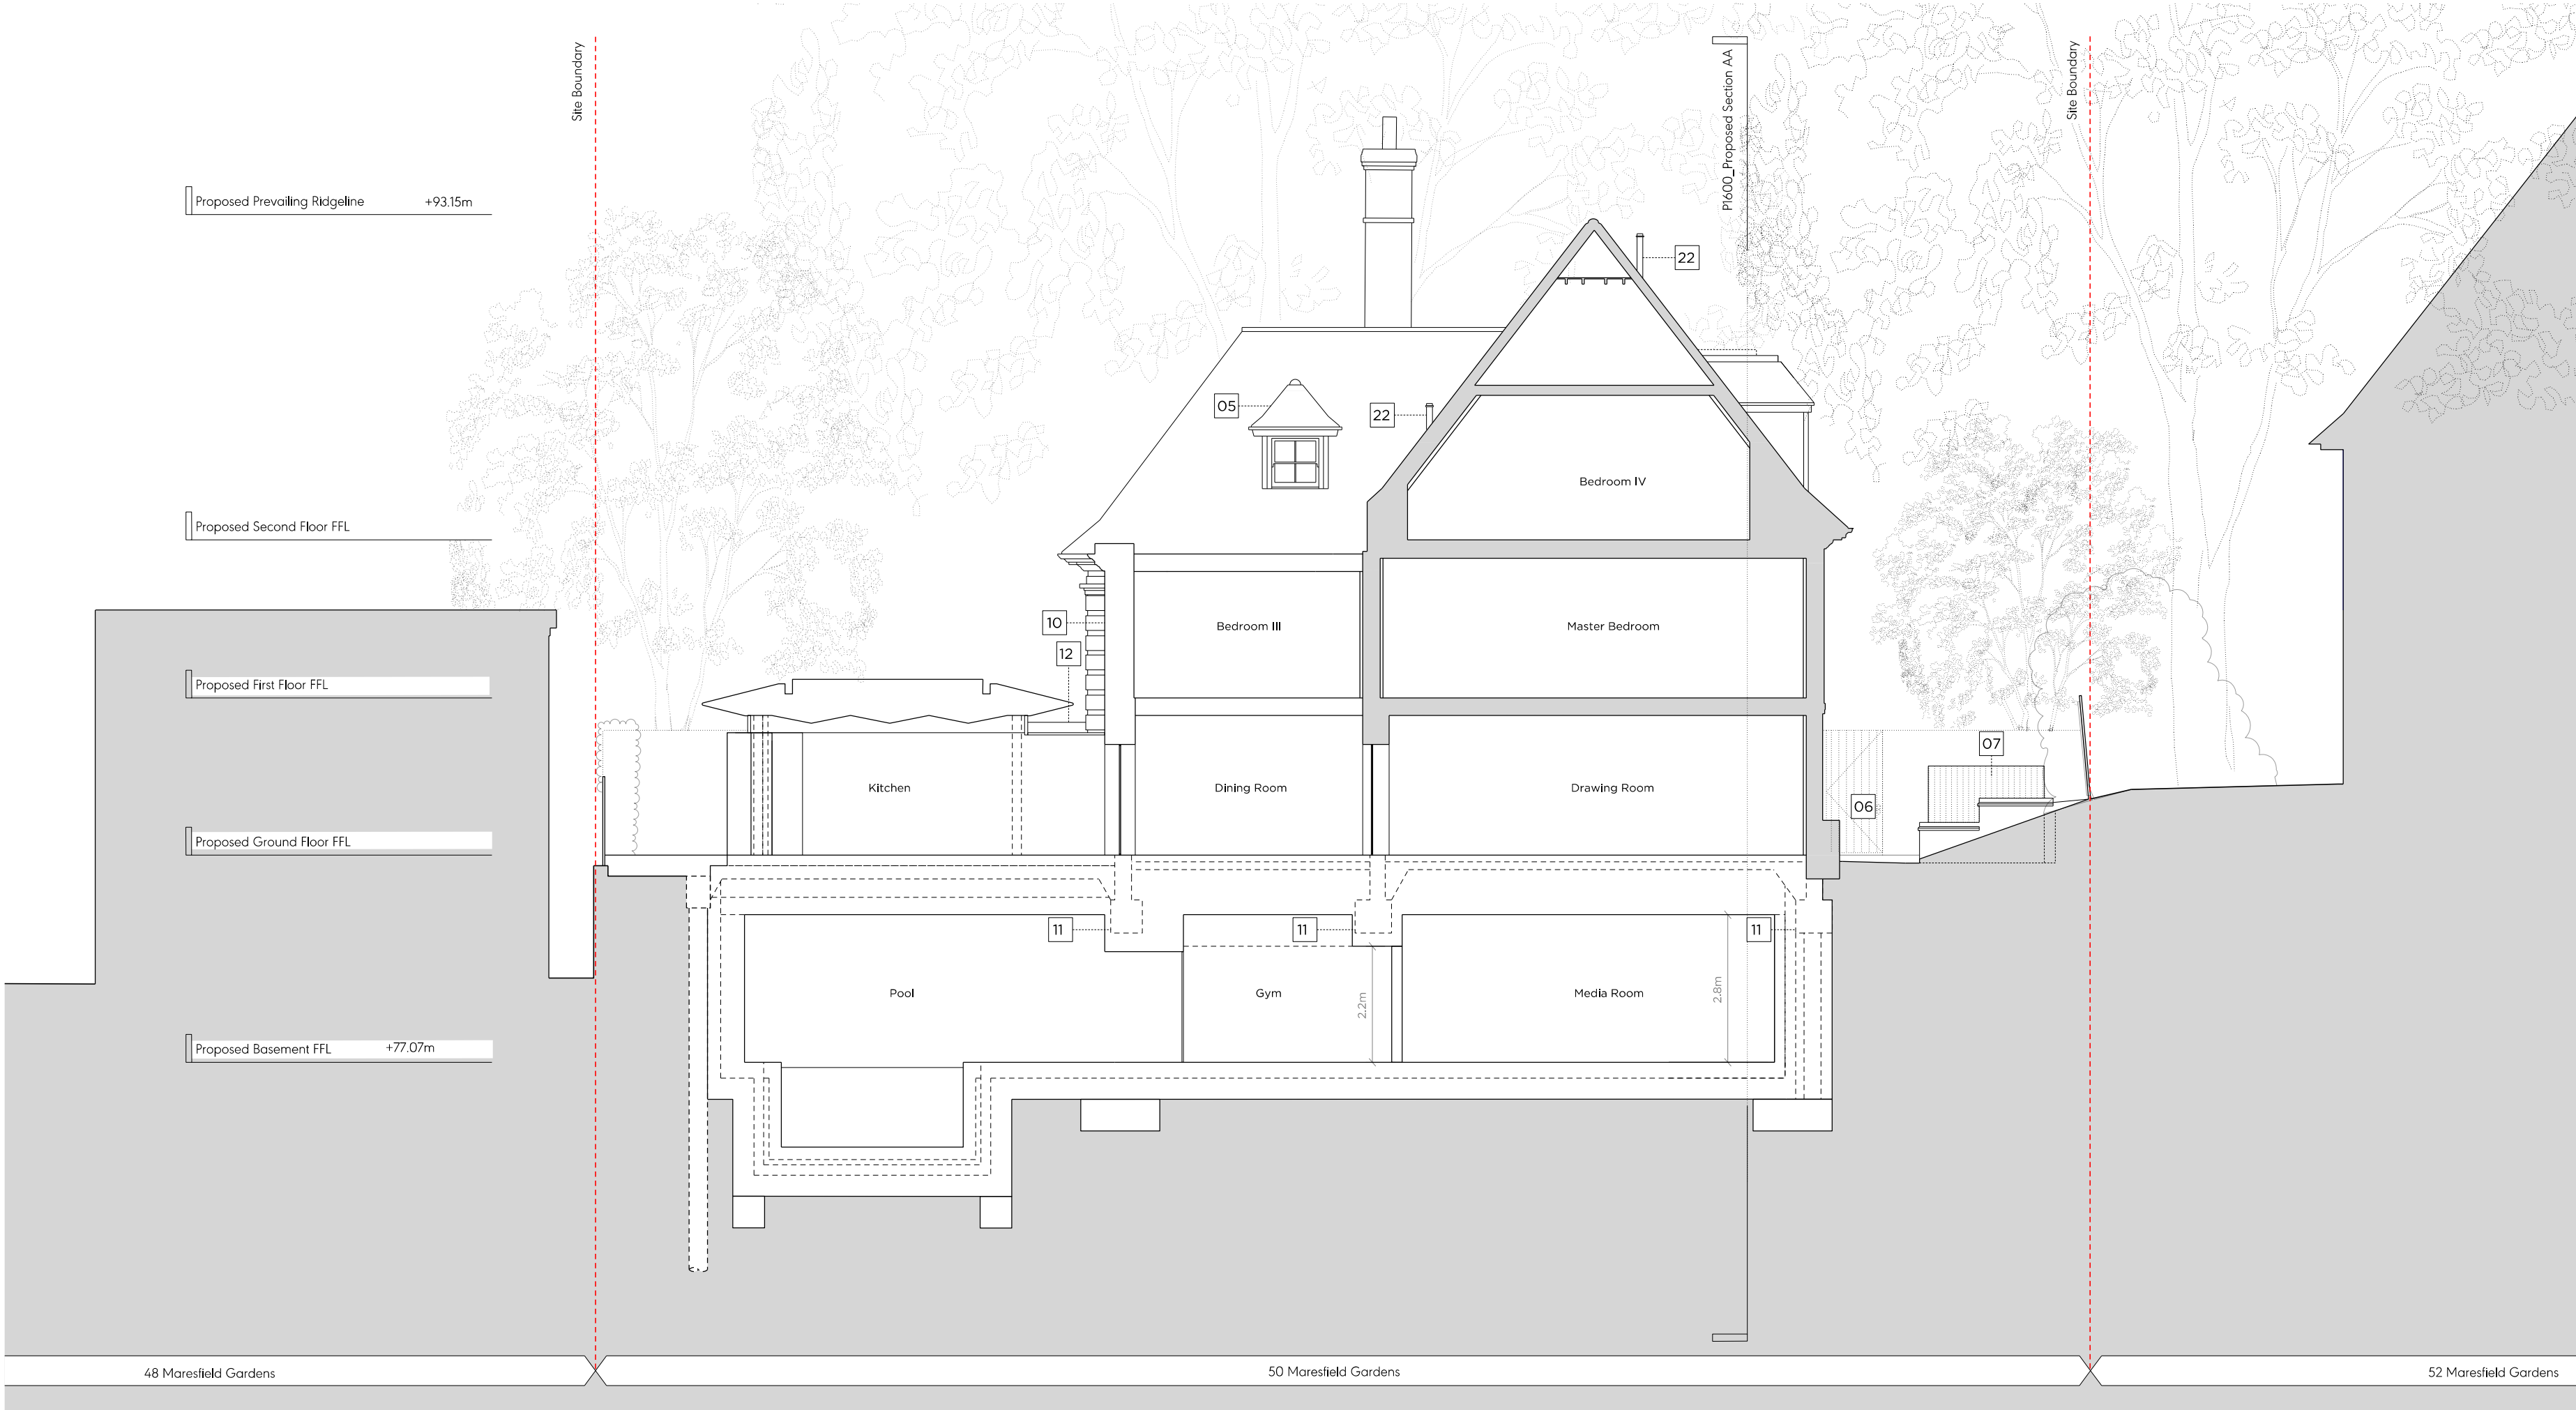 Site Boundary
P1600_Proposed Section AA
Site Boundary
Proposed Prevailing Ridgeline +93.15m
22
05
22
Bedroom IV
Proposed Second Floor FFL
10
Bedroom III
Master Bedroom
12
Proposed First Floor FFL
07
Kitchen
Dining Room
Drawing Room
06
Proposed Ground Floor FFL
11
11
11
Pool
Gym
2.2m
Media Room
2.8m
Proposed Basement FFL +77.07m
48 Maresfield Gardens
50 Maresfield Gardens
52 Maresfield Gardens